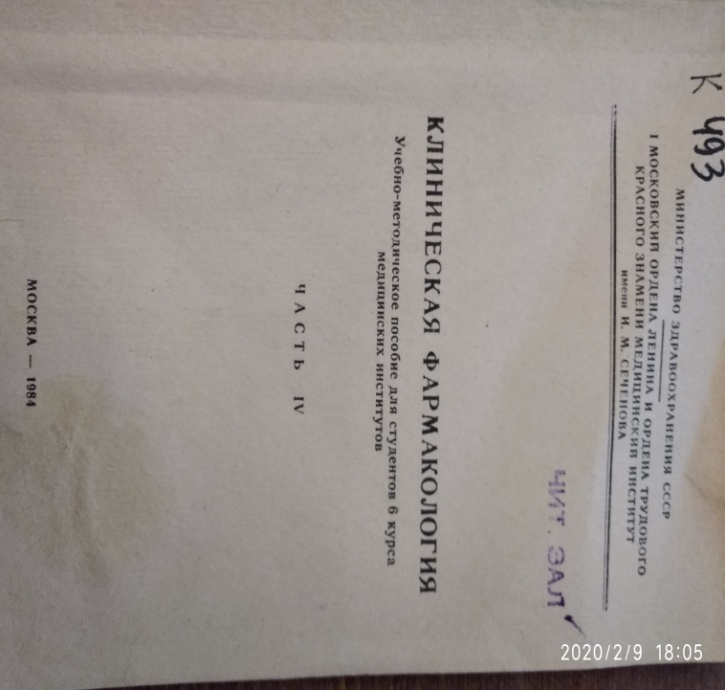 К 493
МИНИСТЕРСТВО ЗДРАВООХРАНЕНИЯ СССР
I МОСКОВСКИЙ ОРДЕНА ЛЕНИНА И ОРДЕНА ТРУДОВОГО
КРАСНОГО ЗНАМЕНИ МЕДИЦИНСКИЙ ИНСТИТУТ
имени И. М. СЕЧЕНОВА
ЧИТ. ЗАЛ
КЛИНИЧЕСКАЯ ФАРМАКОЛОГИЯ
Учебно-методическое пособие для студентов 6 курса
медицинских институтов
ЧАСТЬ IV
МОСКВА — 1984
2020/2/9 18:05